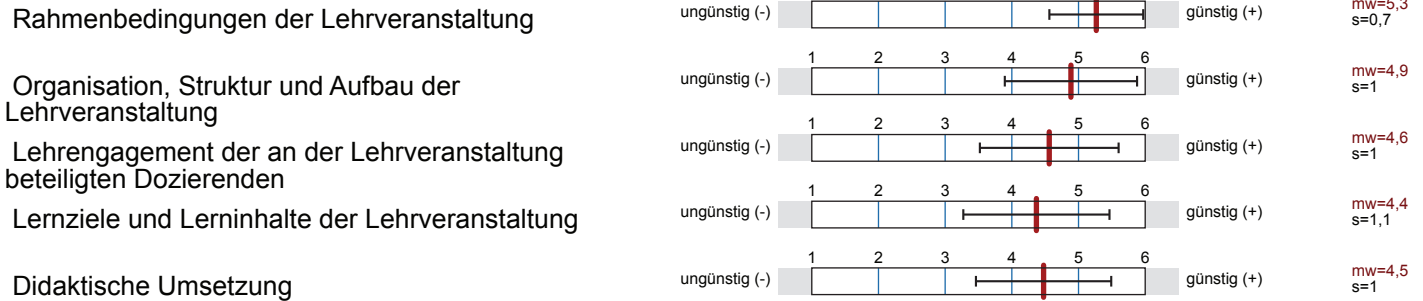 Rahmenbedingungen der Lehrveranstaltung
ungünstig (-)
günstig (+)
mw=5,3
s=0,7
1 2 3 4 5 6
Organisation, Struktur und Aufbau der
Lehrveranstaltung
ungünstig (-)
günstig (+)
mw=4,9
s=1
1 2 3 4 5 6
Lehrengagement der an der Lehrveranstaltung
beteiligten Dozierenden
ungünstig (-)
günstig (+)
mw=4,6
s=1
1 2 3 4 5 6
Lernziele und Lerninhalte der Lehrveranstaltung
ungünstig (-)
günstig (+)
mw=4,4
s=1,1
1 2 3 4 5 6
Didaktische Umsetzung
ungünstig (-)
günstig (+)
mw=4,5
s=1